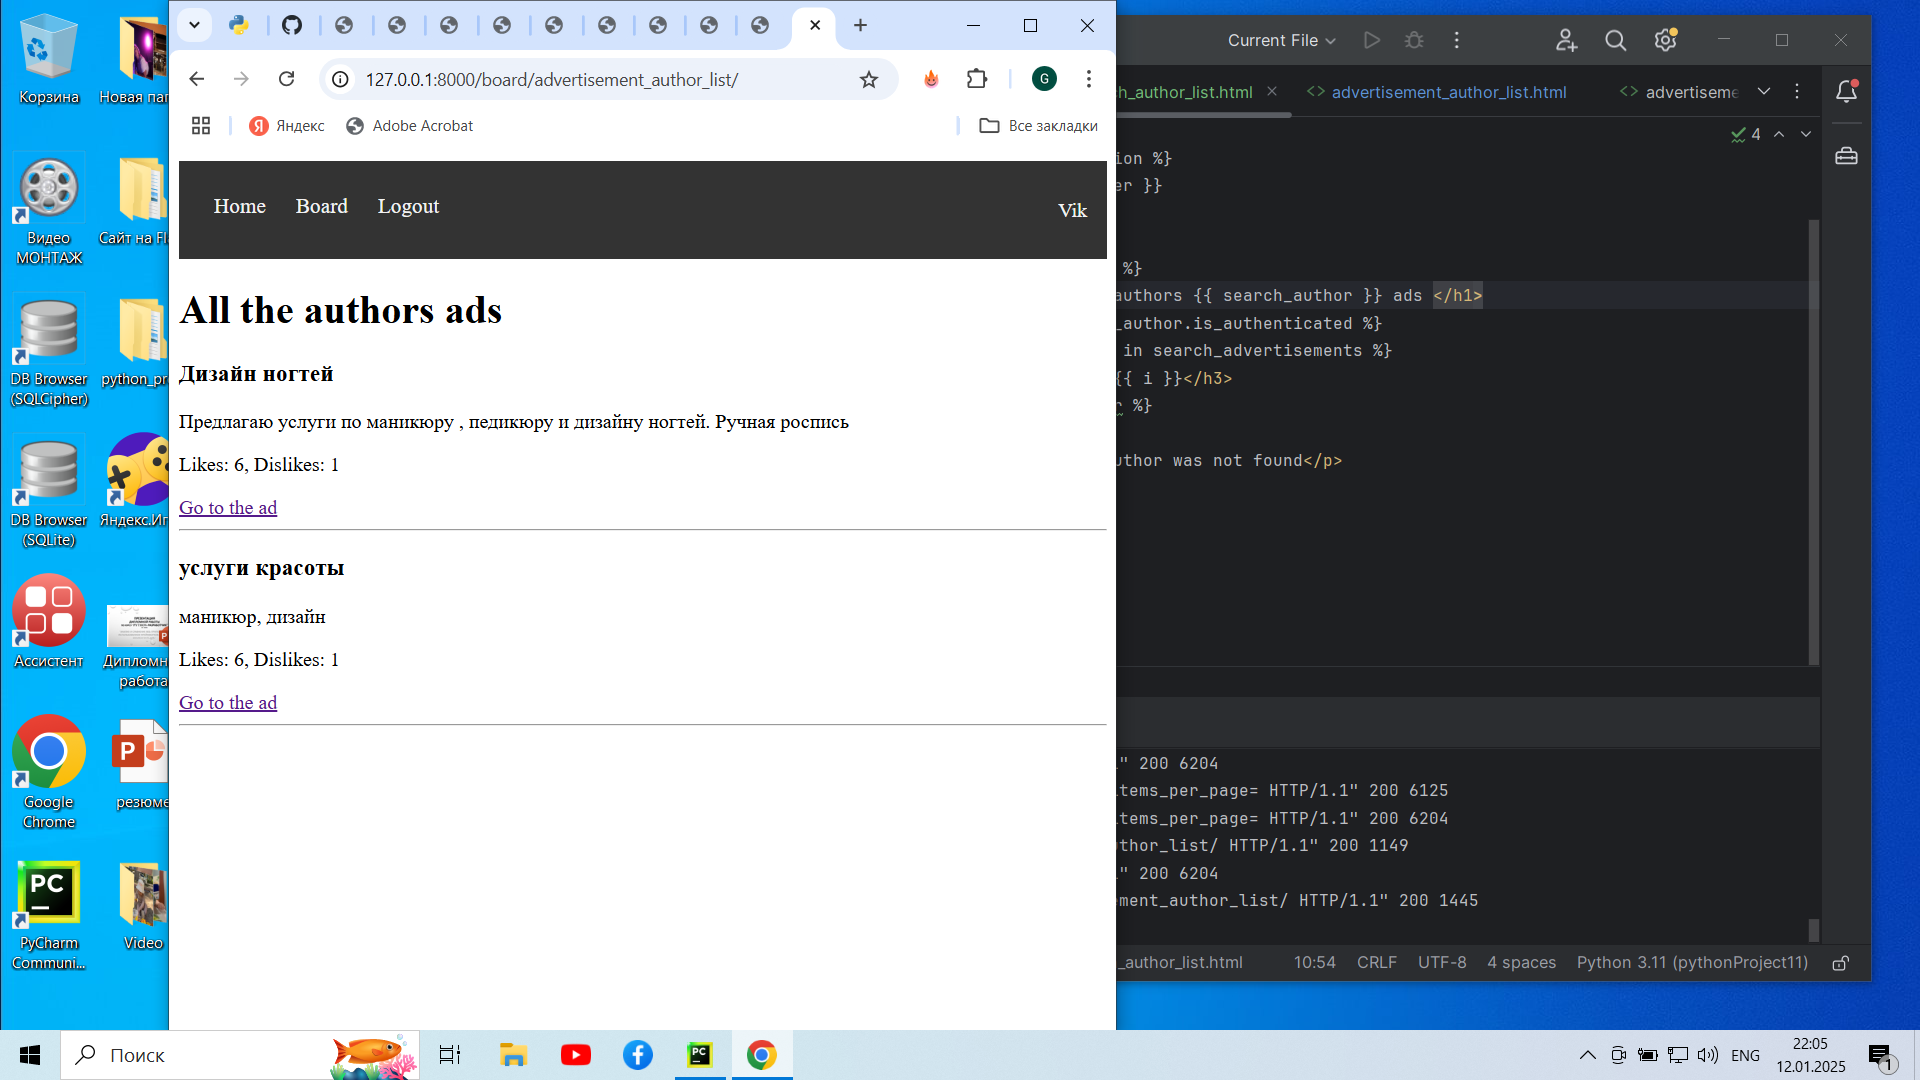 Корзина
Новая пап
Видео
МОНТАЖ
Сайт на Fl
DB Browser
(SQLCipher)
python_pr
DB Browser
(SQLite)
Яндекс.Иг
Ассистент
Дипломн
работа
Google
Chrome
резюме
PyCharm
Communi...
Video
127.0.0.1:8000/board/advertisement_author_list/
G
Яндекс
Adobe Acrobat
Все закладки
Home
Board
Logout
Vik
All the authors ads
Дизайн ногтей
Предлагаю услуги по маникюру , педикюру и дизайну ногтей. Ручная роспись
Likes: 6, Dislikes: 1
Go to the ad
услуги красоты
маникюр, дизайн
Likes: 6, Dislikes: 1
Go to the ad
Current File
ch_author_list.html
advertisement_author_list.html
advertiseme
4
ion %}
er }}
%}
authors {{ search_author }} ads </h1>
_author.is_authenticated %}
in search_advertisements %}
{{ i }}</h3>
r %}
uthor was not found</p>
" 200 6204
items_per_page= HTTP/1.1" 200 6125
items_per_page= HTTP/1.1" 200 6204
uthor_list/ HTTP/1.1" 200 1149
" 200 6204
ement_author_list/ HTTP/1.1" 200 1445
_author_list.html
10:54
CRLF
UTF-8
4 spaces
Python 3.11 (pythonProject11)
Поиск
ENG
22:05
12.01.2025
1